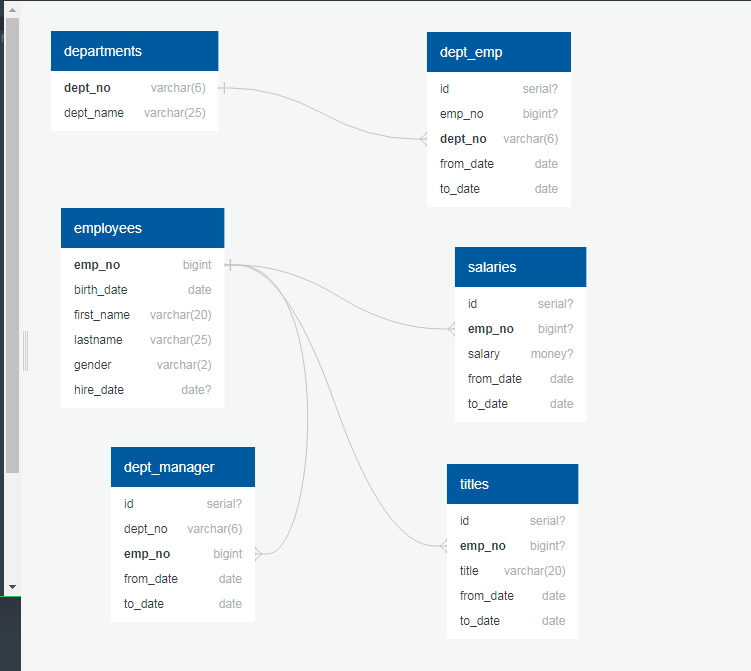 departments
dept_no varchar(6)
dept_name varchar(25)
dept_emp
id serial?
emp_no bigint?
dept_no varchar(6)
from_date date
to_date date
employees
emp_no bigint
birth_date date
first_name varchar(20)
lastname varchar(25)
gender varchar(2)
hire_date date?
salaries
id serial?
emp_no bigint?
salary money?
from_date date
to_date date
dept_manager
id serial?
dept_no varchar(6)
emp_no bigint
from_date date
to_date date
titles
id serial?
emp_no bigint?
title varchar(20)
from_date date
to_date date